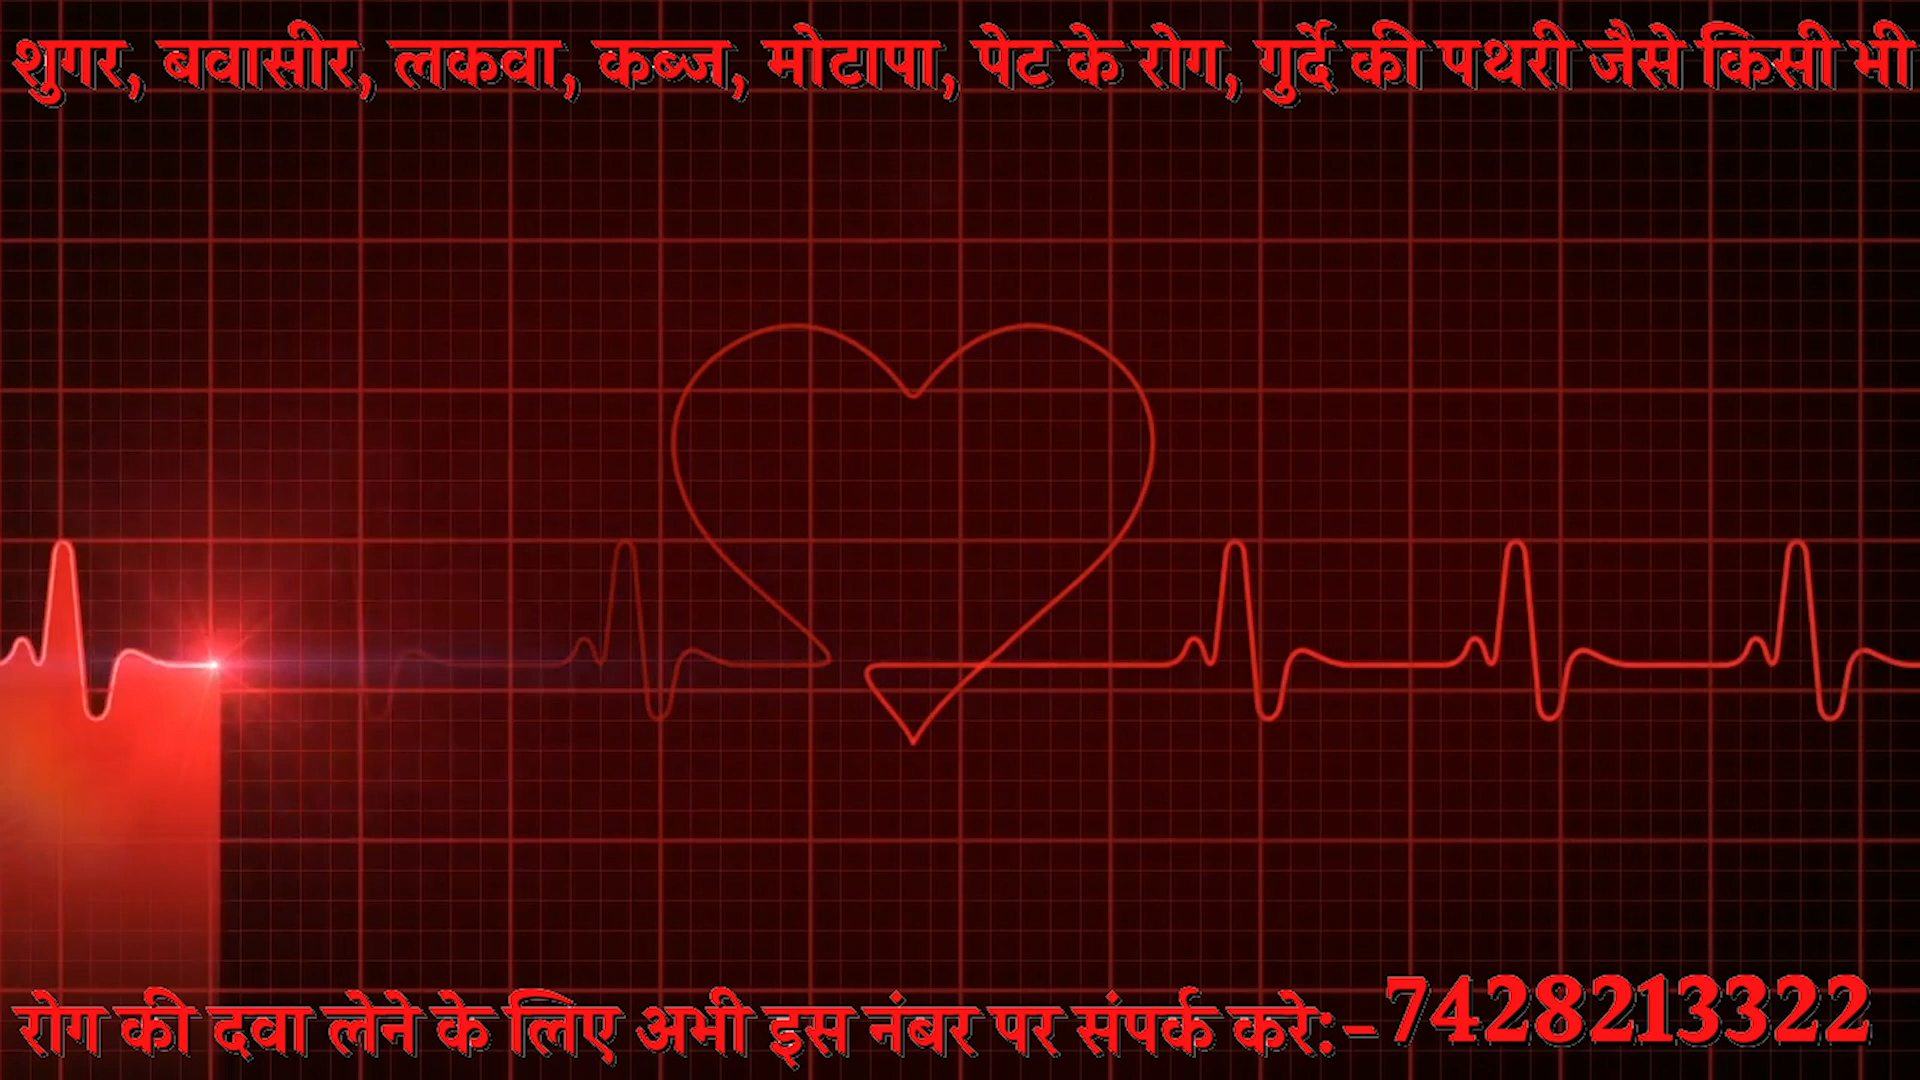 शुगर, बवासीर, लकवा, कब्ज, मोटापा, पेट के रोग, गुर्दे की पथरी जैसे किसी भी
रोग की दवा लेने के लिए अभी इस नंबर पर संपर्क करे:-7428213322